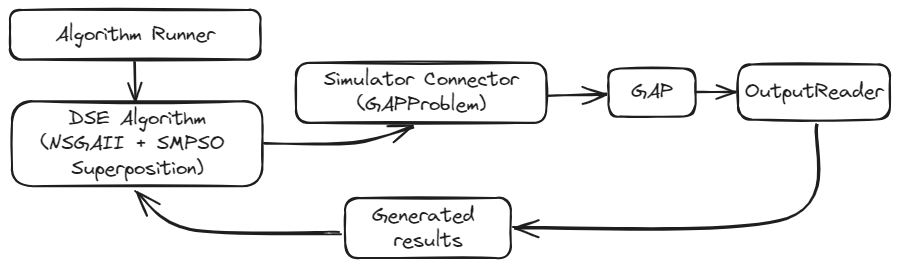 Algorithm Runner
Simulator Connector
(GAPProblem)
GAP
OutputReader
DSE Algorithm
(NSGAII + SMPSO
Superposition)
Generated
results